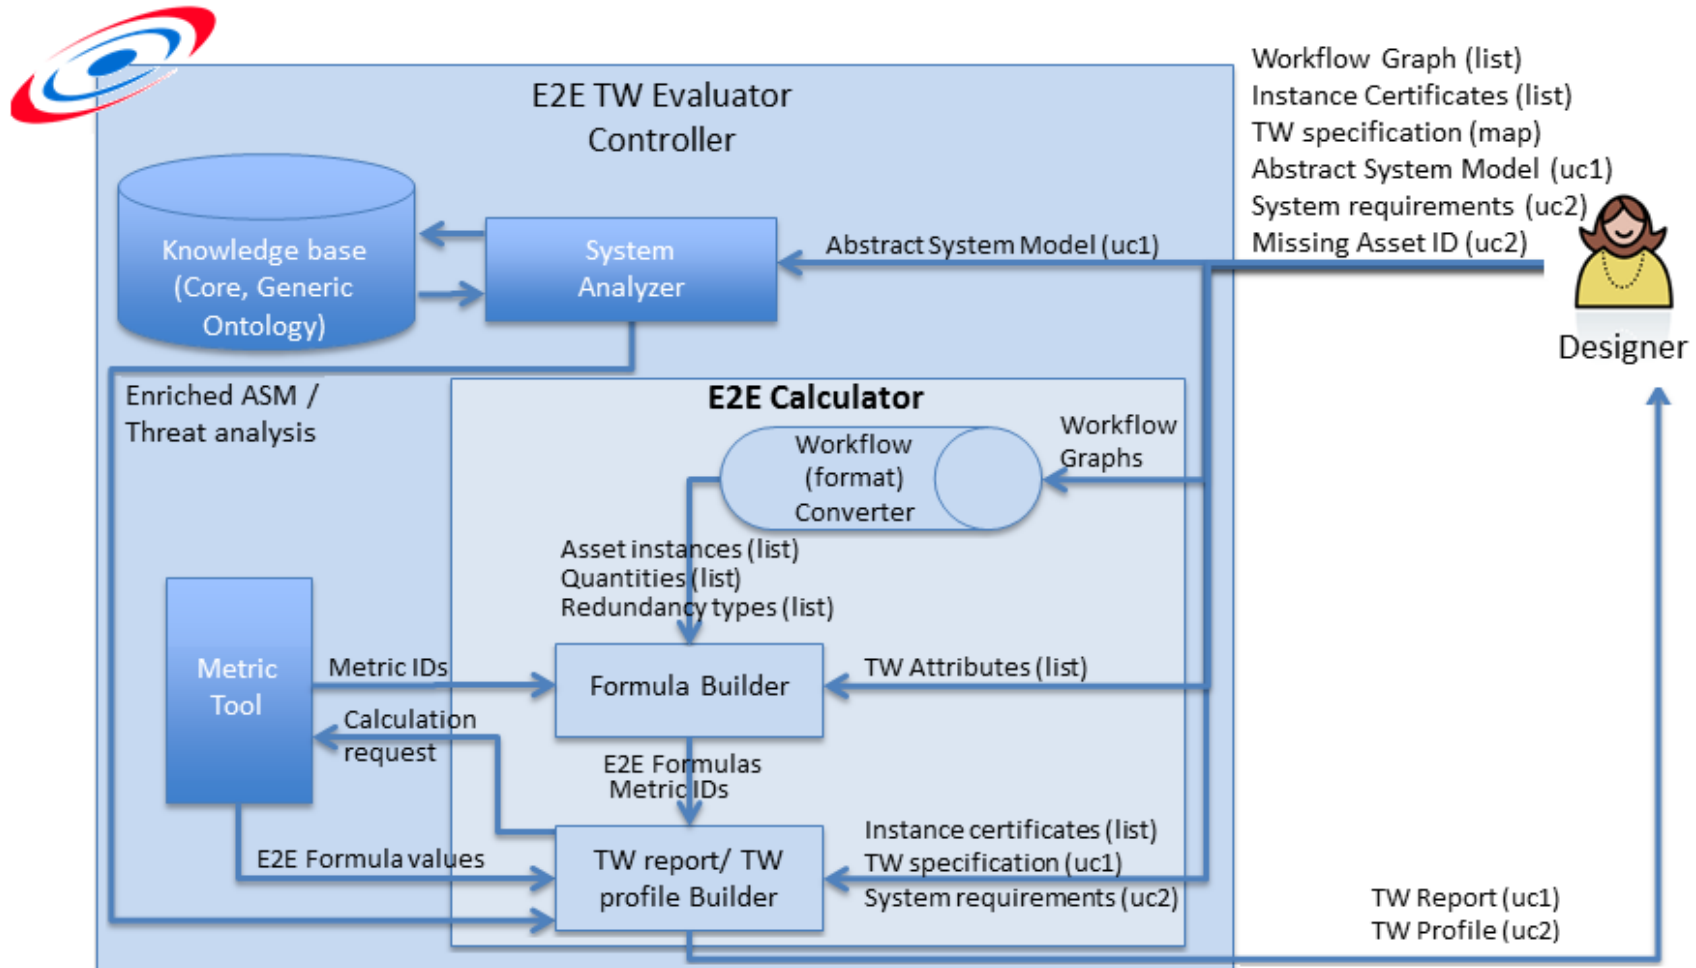 E2E TW Evaluator
Controller
Workflow Graph (list)
Instance Certificates (list)
TW specification (map)
Abstract System Model (uc1)
System requirements (uc2)
Missing Asset ID (uc2)
Designer
Knowledge base
(Core, Generic
Ontology)
System
Analyzer
Abstract System Model (uc1)
Enriched ASM /
Threat analysis
E2E Calculator
Workflow
(format)
Converter
Workflow
Graphs
Asset instances (list)
Quantities (list)
Redundancy types (list)
Metric
Tool
Metric IDs
Formula Builder
TW Attributes (list)
Calculation
request
E2E Formulas
Metric IDs
E2E Formula values
TW report/ TW
profile Builder
Instance certificates (list)
TW specification (uc1)
System requirements (uc2)
TW Report (uc1)
TW Profile (uc2)